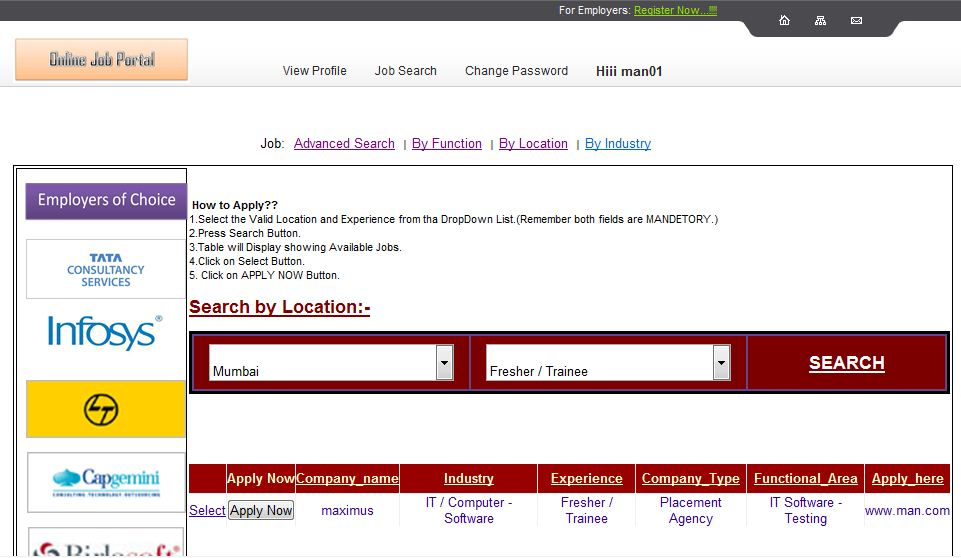 For Employers: Register Now...!!!!
Online Job Portal
View Profile Job Search Change Password Hiii man01
Job: Advanced Search | By Function | By Location | By Industry
Employers of Choice
TATA
CONSULTANCY
SERVICES
Infosys®
Capgemini
CONSULTING.TECHNOLOGY.OUTSOURCING
Birlasoft
How to Apply??
1.Select the Valid Location and Experience from tha DropDown List.(Remember both fields are MANDETORY.)
2.Press Search Button.
3.Table will Display showing Available Jobs.
4.Click on Select Button.
5. Click on APPLY NOW Button.
Search by Location:-
Mumbai Fresher / Trainee SEARCH
Apply Now Company_name Industry Experience Company_Type Functional_Area Apply_here
Select Apply Now maximus IT / Computer - Software Fresher / Trainee Placement Agency IT Software - Testing www.man.com